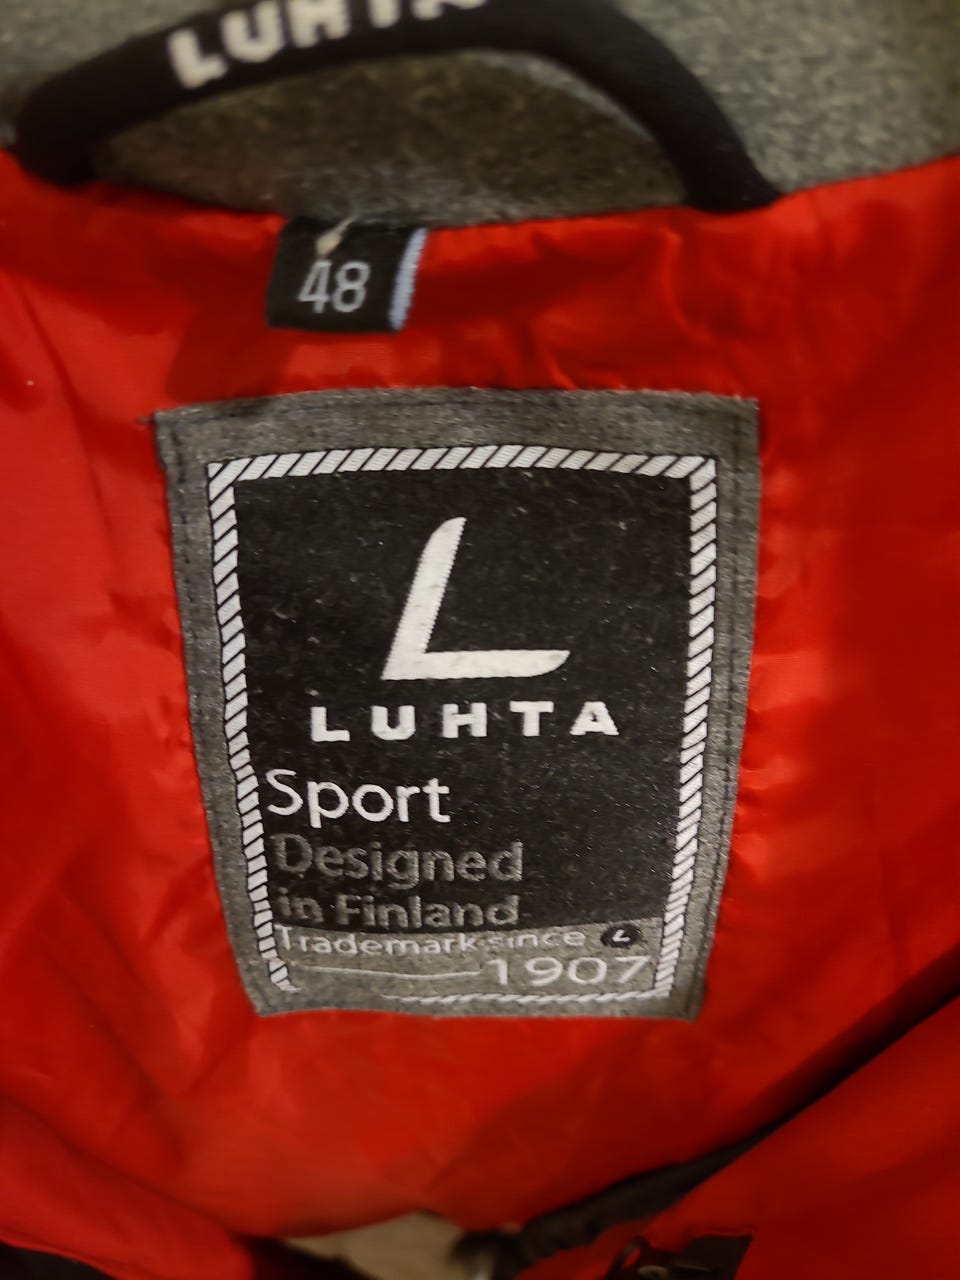 LUHTA
48
L
LUHTA
Sport
Designed
in Finland
Trademark since L
1907